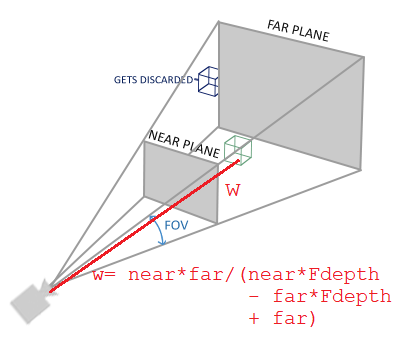 FAR PLANE
GETS DISCARDED
NEAR PLANE
W
FOV
w= near*far/(near*Fdepth
- far*Fdepth
+ far)